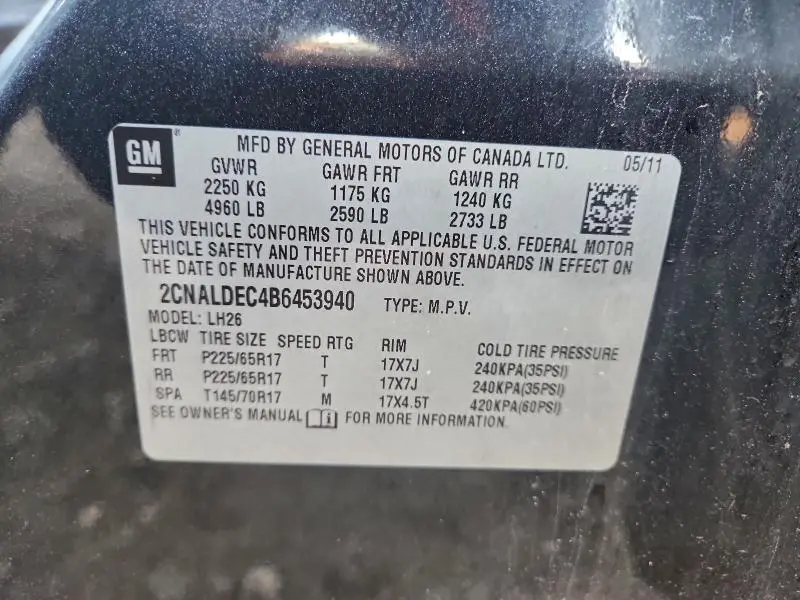 GM
MFD BY GENERAL MOTORS OF CANADA LTD. 05/11
GVWR GAWR FRT GAWR RR
2250 KG 1175 KG 1240 KG
4960 LB 2590 LB 2733 LB
THIS VEHICLE CONFORMS TO ALL APPLICABLE U.S. FEDERAL MOTOR
VEHICLE SAFETY AND THEFT PREVENTION STANDARDS IN EFFECT ON
THE DATE OF MANUFACTURE SHOWN ABOVE.
2CNALDEC4B6453940 TYPE: M.P.V.
MODEL: LH26
LBCW TIRE SIZE SPEED RTG RIM COLD TIRE PRESSURE
FRT P225/65R17 T 17X7J 240KPA(35PSI)
RR P225/65R17 T 17X7J 240KPA(35PSI)
SPA T145/70R17 M 17X4.5T 420KPA(60PSI)
SEE OWNER'S MANUAL i FOR MORE INFORMATION.